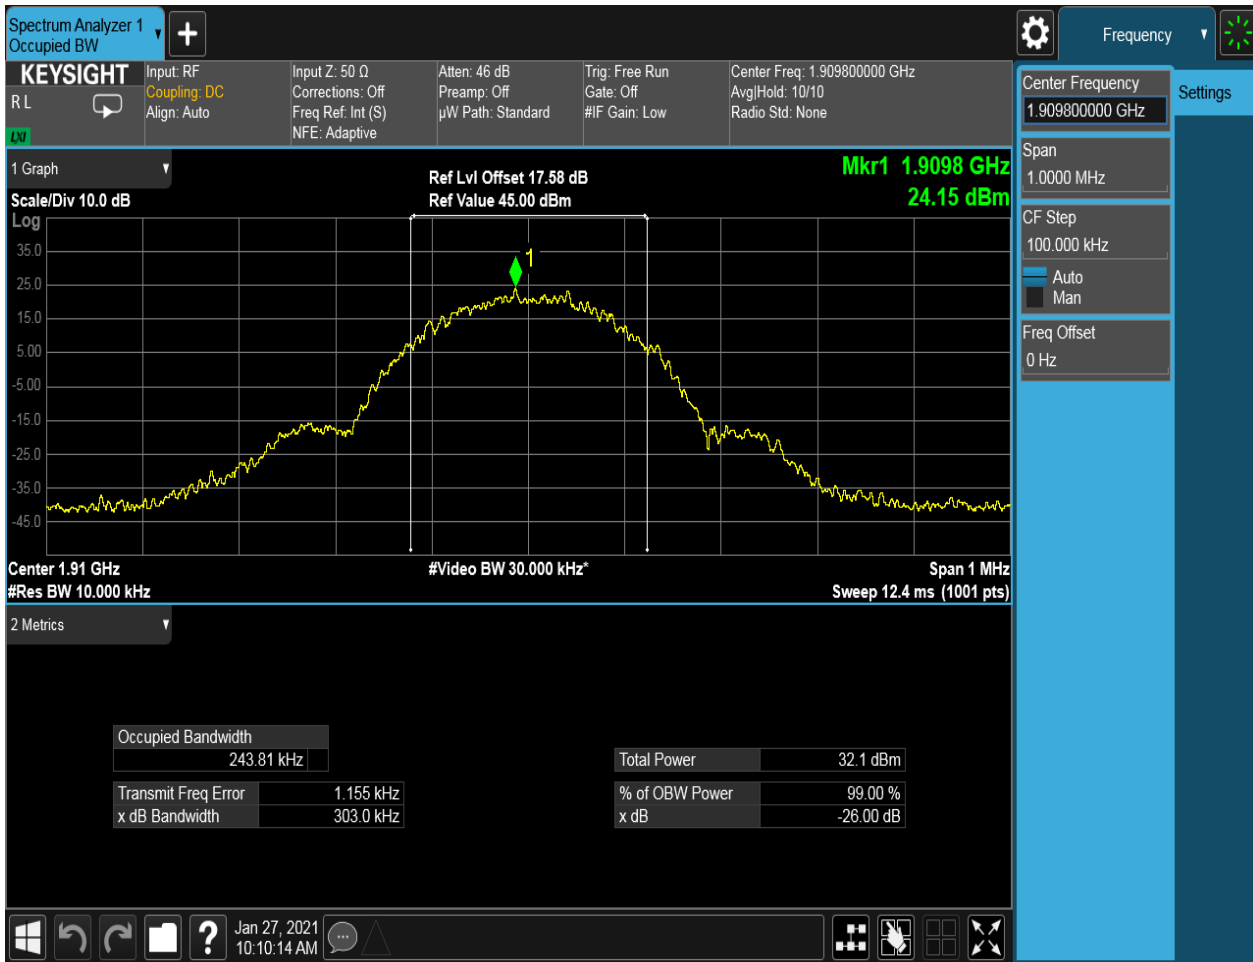 Spectrum Analyzer 1
Occupied BW
+
Frequency
KEYSIGHT
R L
LXI
Input: RF
Coupling: DC
Align: Auto
Input Z: 50 Ω
Corrections: Off
Freq Ref: Int (S)
NFE: Adaptive
Atten: 46 dB
Preamp: Off
µW Path: Standard
Trig: Free Run
Gate: Off
#IF Gain: Low
Center Freq: 1.909800000 GHz
Avg|Hold: 10/10
Radio Std: None
Center Frequency
1.909800000 GHz
Settings
Span
1.0000 MHz
CF Step
100.000 kHz
Auto
Man
Freq Offset
0 Hz
1 Graph
Scale/Div 10.0 dB
Ref Lvl Offset 17.58 dB
Ref Value 45.00 dBm
Mkr1 1.9098 GHz
24.15 dBm
Log
35.0
25.0
15.0
5.00
-5.00
-15.0
-25.0
-35.0
-45.0
1
Center 1.91 GHz
#Video BW 30.000 kHz*
Span 1 MHz
#Res BW 10.000 kHz
Sweep 12.4 ms (1001 pts)
2 Metrics
Occupied Bandwidth
243.81 kHz
Total Power 32.1 dBm
Transmit Freq Error 1.155 kHz
% of OBW Power 99.00 %
x dB Bandwidth 303.0 kHz
x dB -26.00 dB
?
Jan 27, 2021
10:10:14 AM